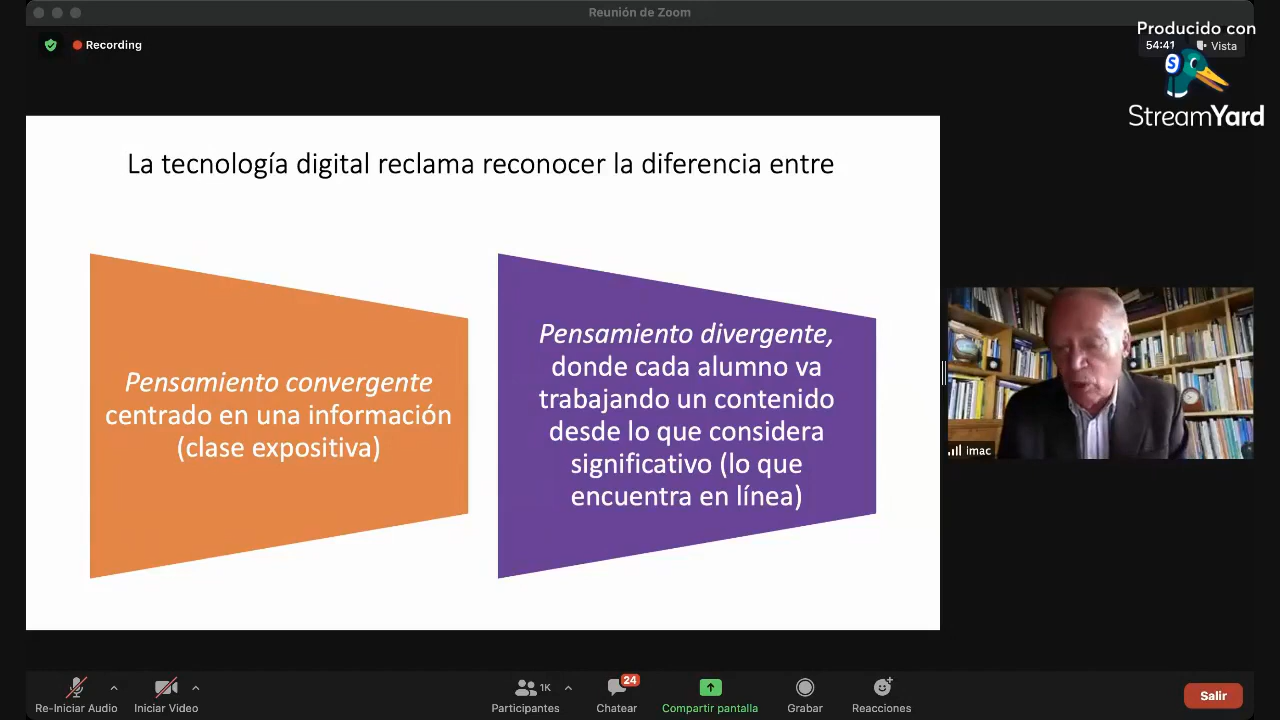 Reunión de Zoom
Producido con
Recording
54:41
Vista
S
StreamYard
La tecnología digital reclama reconocer la diferencia entre
Pensamiento convergente
centrado en una información
(clase expositiva)
Pensamiento divergente,
donde cada alumno va
trabajando un contenido
desde lo que considera
significativo (lo que
encuentra en línea)
imac
Re-Iniciar Audio
Iniciar Video
1K
Participantes
24
Chatear
Compartir pantalla
Grabar
Reacciones
Salir